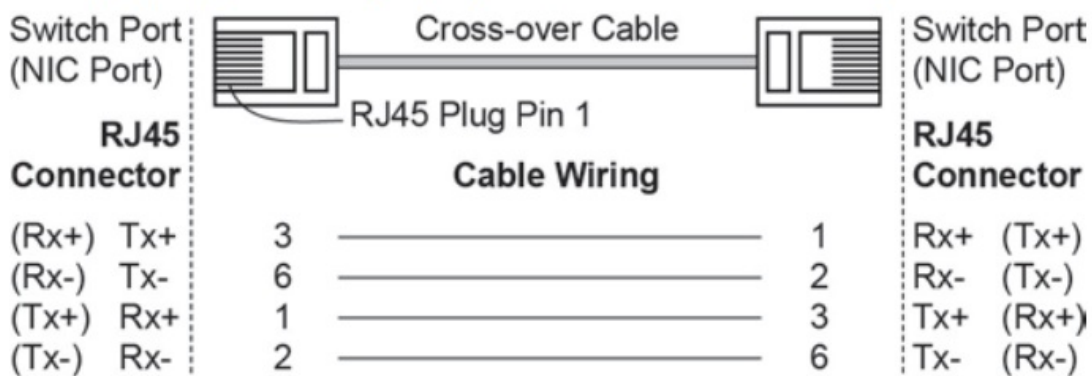 Switch Port Cross-over Cable Switch Port
(NIC Port) (NIC Port)
RJ45 Plug Pin 1
RJ45 RJ45
Connector Cable Wiring Connector
(Rx+) Tx+ 3 1 Rx+ (Tx+)
(Rx-) Tx- 6 2 Rx- (Tx-)
(Tx+) Rx+ 1 3 Tx+ (Rx+)
(Tx-) Rx- 2 6 Tx- (Rx-)